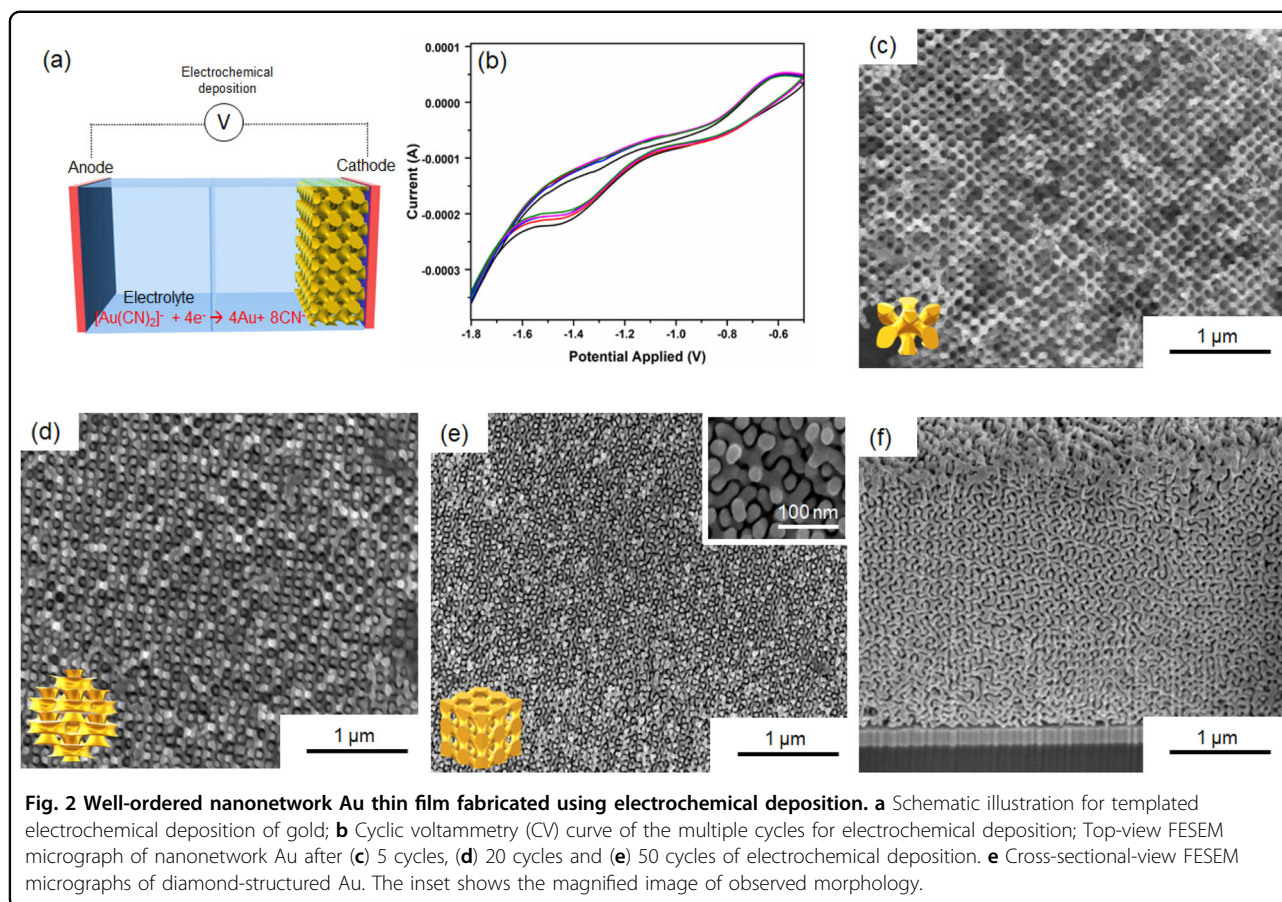 (a)
Electrochemical
deposition
V
Anode
Cathode
Electrolyte
[Au(CN)₂]⁻ + 4e⁻ → 4Au+ 8CN⁻
(b)
0.0001
0.0000
-0.0001
-0.0002
-0.0003
Current (A)
-1.8 -1.6 -1.4 -1.2 -1.0 -0.8 -0.6
Potential Applied (V)
(c)
1 µm
(d)
1 µm
(e)
100 nm
1 µm
(f)
1 µm
Fig. 2 Well-ordered nanonetwork Au thin film fabricated using electrochemical deposition. a Schematic illustration for templated
electrochemical deposition of gold; b Cyclic voltammetry (CV) curve of the multiple cycles for electrochemical deposition; Top-view FESEM
micrograph of nanonetwork Au after (c) 5 cycles, (d) 20 cycles and (e) 50 cycles of electrochemical deposition. e Cross-sectional-view FESEM
micrographs of diamond-structured Au. The inset shows the magnified image of observed morphology.